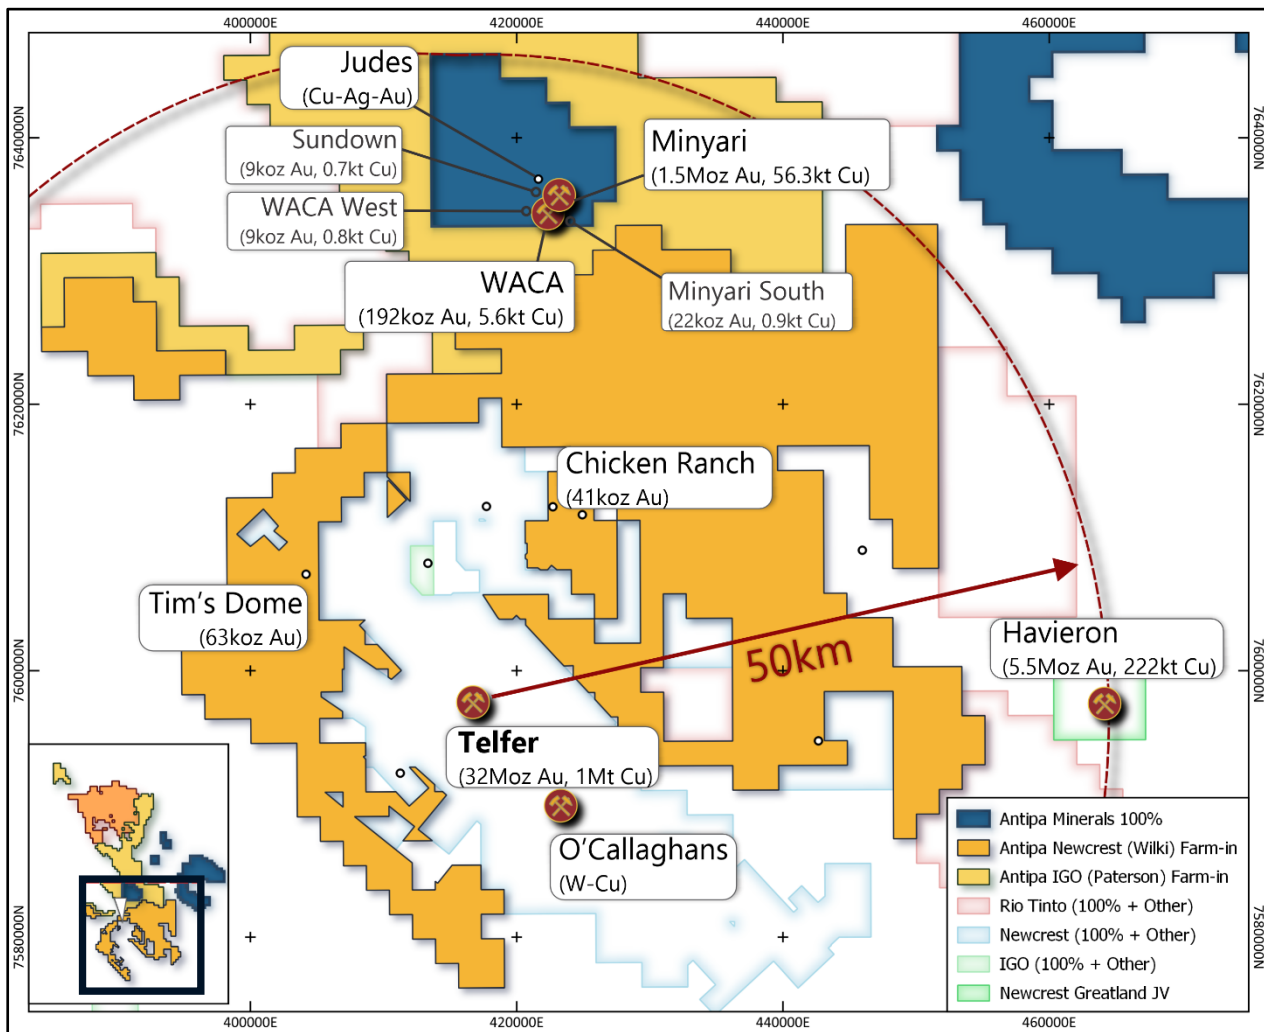 400000E
420000E
440000E
460000E
7640000N
7640000N
Judes
(Cu-Ag-Au)
Sundown
(9koz Au, 0.7kt Cu)
Minyari
(1.5Moz Au, 56.3kt Cu)
WACA West
(9koz Au, 0.8kt Cu)
WACA
(192koz Au, 5.6kt Cu)
Minyari South
(22koz Au, 0.9kt Cu)
7620000N
7620000N
Chicken Ranch
(41koz Au)
Tim's Dome
(63koz Au)
50km
Havieron
(5.5Moz Au, 222kt Cu)
7600000N
7600000N
Telfer
(32Moz Au, 1Mt Cu)
O'Callaghans
(W-Cu)
Antipa Minerals 100%
Antipa Newcrest (Wilki) Farm-in
Antipa IGO (Paterson) Farm-in
Rio Tinto (100% + Other)
Newcrest (100% + Other)
IGO (100% + Other)
Newcrest Greatland JV
7580000N
7580000N
400000E
420000E
440000E
460000E